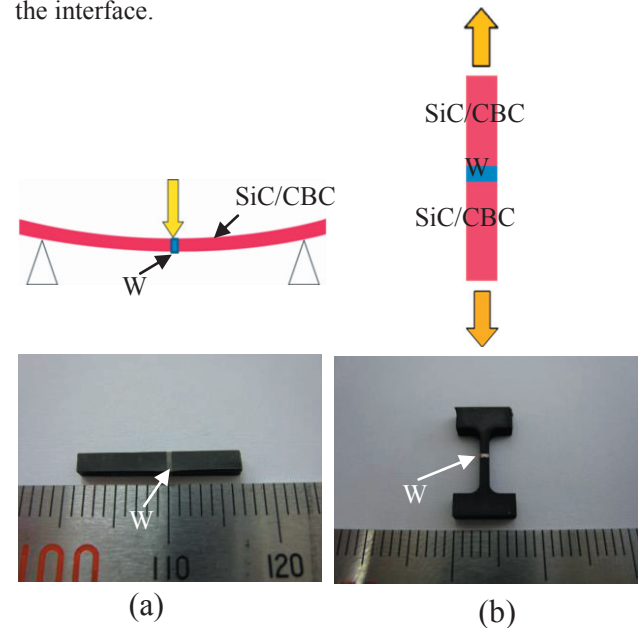 the interface.
SiC/CBC
W
SiC/CBC
W
SiC/CBC
W
100 110 120
W
(a)
(b)